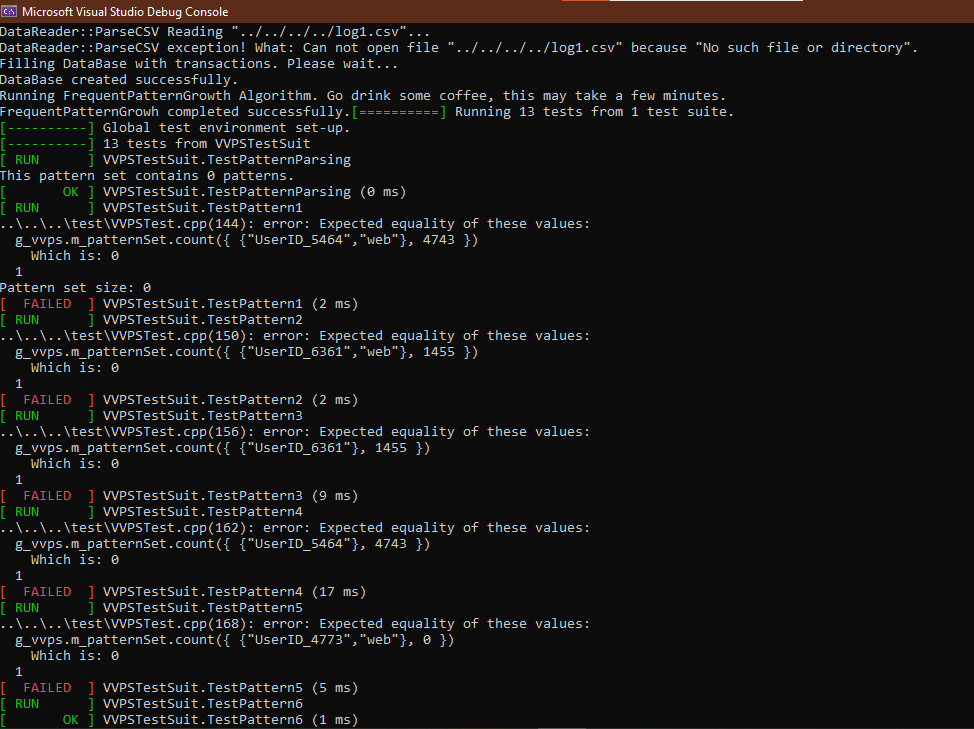 Microsoft Visual Studio Debug Console
DataReader::ParseCSV Reading "../../../../log1.csv"...
DataReader::ParseCSV exception! What: Can not open file "../../../../log1.csv" because "No such file or directory".
Filling DataBase with transactions. Please wait...
DataBase created successfully.
Running FrequentPatternGrowth Algorithm. Go drink some coffee, this may take a few minutes.
FrequentPatternGrowh completed successfully.[==========] Running 13 tests from 1 test suite.
[----------] Global test environment set-up.
[----------] 13 tests from VVPSTestSuit
[ RUN      ] VVPSTestSuit.TestPatternParsing
This pattern set contains 0 patterns.
[       OK ] VVPSTestSuit.TestPatternParsing (0 ms)
[ RUN      ] VVPSTestSuit.TestPattern1
..\..\..\test\VVPSTest.cpp(144): error: Expected equality of these values:
  g_vvps.m_patternSet.count({ {"UserID_5464","web"}, 4743 })
    Which is: 0
  1
Pattern set size: 0
[  FAILED  ] VVPSTestSuit.TestPattern1 (2 ms)
[ RUN      ] VVPSTestSuit.TestPattern2
..\..\..\test\VVPSTest.cpp(150): error: Expected equality of these values:
  g_vvps.m_patternSet.count({ {"UserID_6361","web"}, 1455 })
    Which is: 0
  1
[  FAILED  ] VVPSTestSuit.TestPattern2 (2 ms)
[ RUN      ] VVPSTestSuit.TestPattern3
..\..\..\test\VVPSTest.cpp(156): error: Expected equality of these values:
  g_vvps.m_patternSet.count({ {"UserID_6361"}, 1455 })
    Which is: 0
  1
[  FAILED  ] VVPSTestSuit.TestPattern3 (9 ms)
[ RUN      ] VVPSTestSuit.TestPattern4
..\..\..\test\VVPSTest.cpp(162): error: Expected equality of these values:
  g_vvps.m_patternSet.count({ {"UserID_5464"}, 4743 })
    Which is: 0
  1
[  FAILED  ] VVPSTestSuit.TestPattern4 (17 ms)
[ RUN      ] VVPSTestSuit.TestPattern5
..\..\..\test\VVPSTest.cpp(168): error: Expected equality of these values:
  g_vvps.m_patternSet.count({ {"UserID_4773","web"}, 0 })
    Which is: 0
  1
[  FAILED  ] VVPSTestSuit.TestPattern5 (5 ms)
[ RUN      ] VVPSTestSuit.TestPattern6
[       OK ] VVPSTestSuit.TestPattern6 (1 ms)